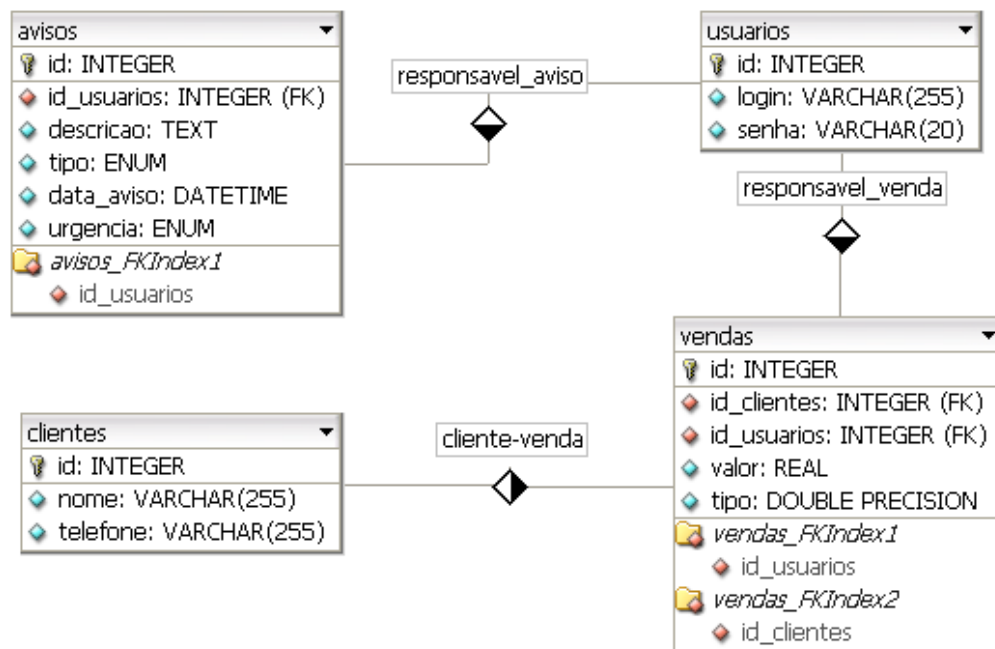 avisos
id: INTEGER
id_usuarios: INTEGER (FK)
descricao: TEXT
tipo: ENUM
data_aviso: DATETIME
urgencia: ENUM
avisos_FKIndex1
id_usuarios
responsavel_aviso
usuarios
id: INTEGER
login: VARCHAR(255)
senha: VARCHAR(20)
responsavel_venda
clientes
id: INTEGER
nome: VARCHAR(255)
telefone: VARCHAR(255)
cliente-venda
vendas
id: INTEGER
id_clientes: INTEGER (FK)
id_usuarios: INTEGER (FK)
valor: REAL
tipo: DOUBLE PRECISION
vendas_FKIndex1
id_usuarios
vendas_FKIndex2
id_clientes